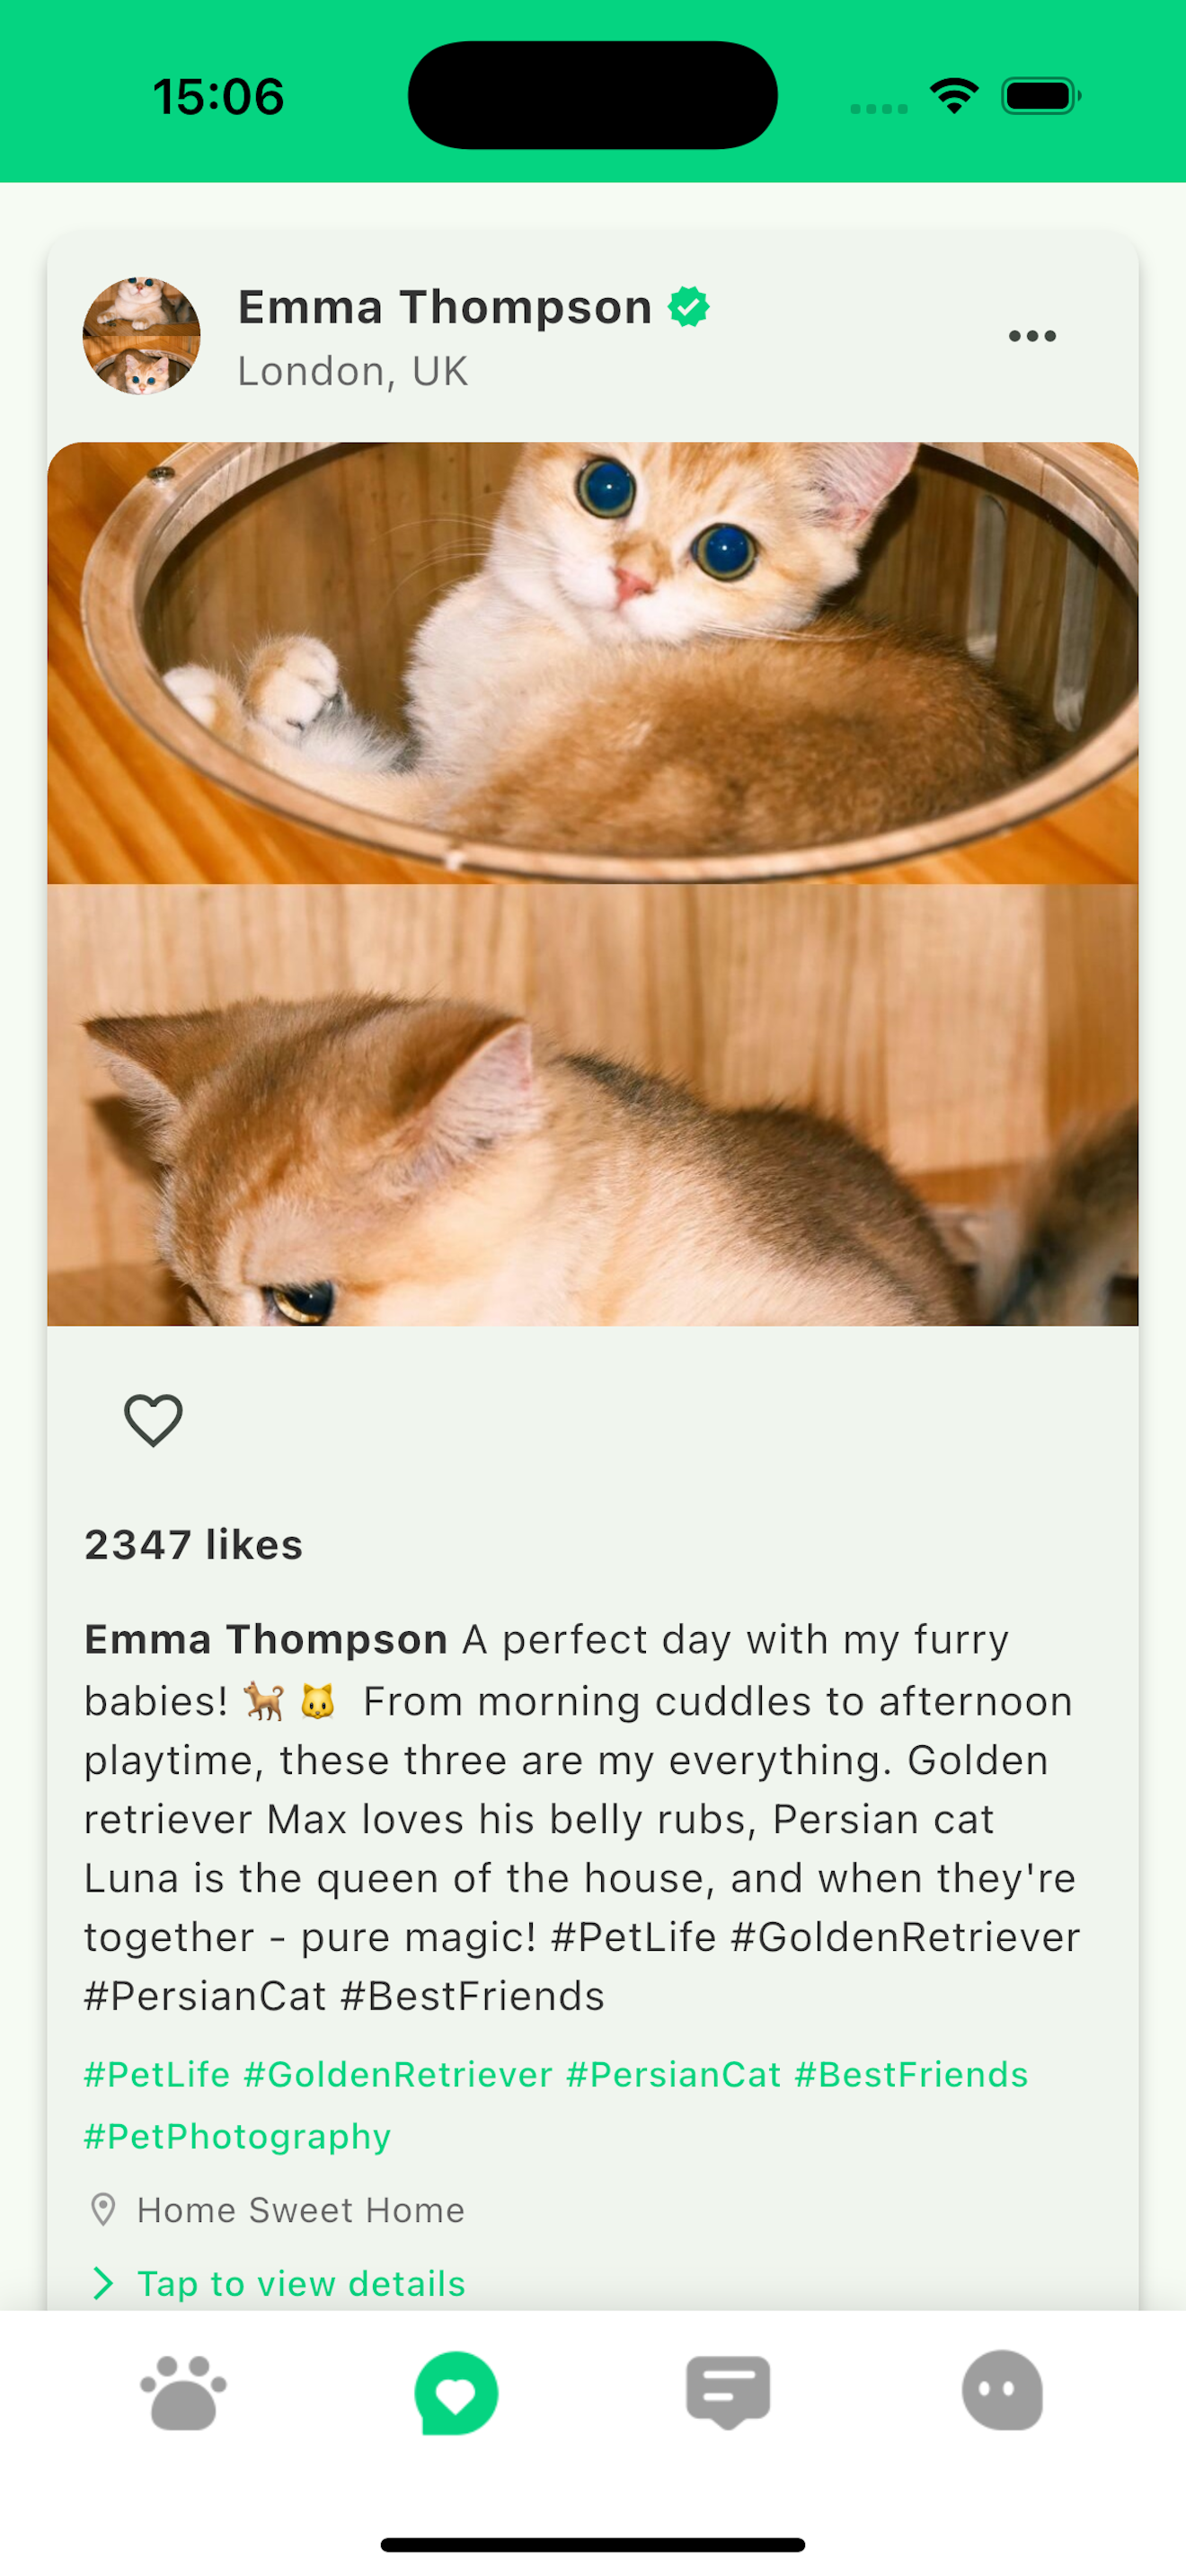 15:06
Emma Thompson
London, UK
2347 likes
Emma Thompson A perfect day with my furry
babies! 🐕🐱 From morning cuddles to afternoon
playtime, these three are my everything. Golden
retriever Max loves his belly rubs, Persian cat
Luna is the queen of the house, and when they're
together - pure magic! #PetLife #GoldenRetriever
#PersianCat #BestFriends
#PetLife #GoldenRetriever #PersianCat #BestFriends
#PetPhotography
Home Sweet Home
Tap to view details